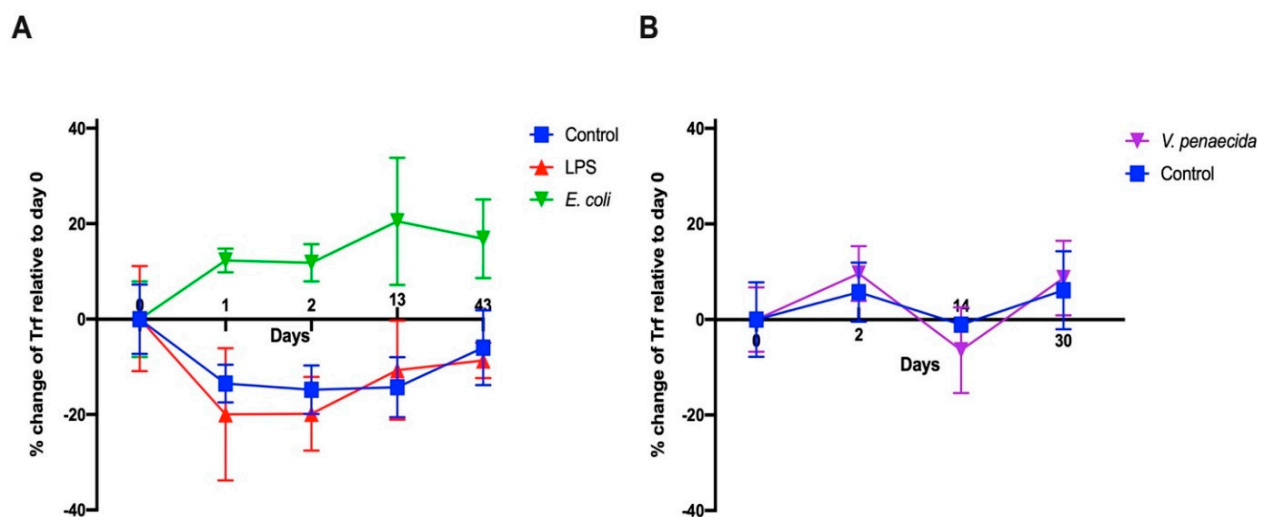 A
% change of Trf relative to day 0
40
20
0
-20
-40
0
1
2
13
43
Days
Control
LPS
E. coli
B
% change of Trf relative to day 0
40
20
0
-20
-40
0
2
14
30
Days
V. penaecida
Control